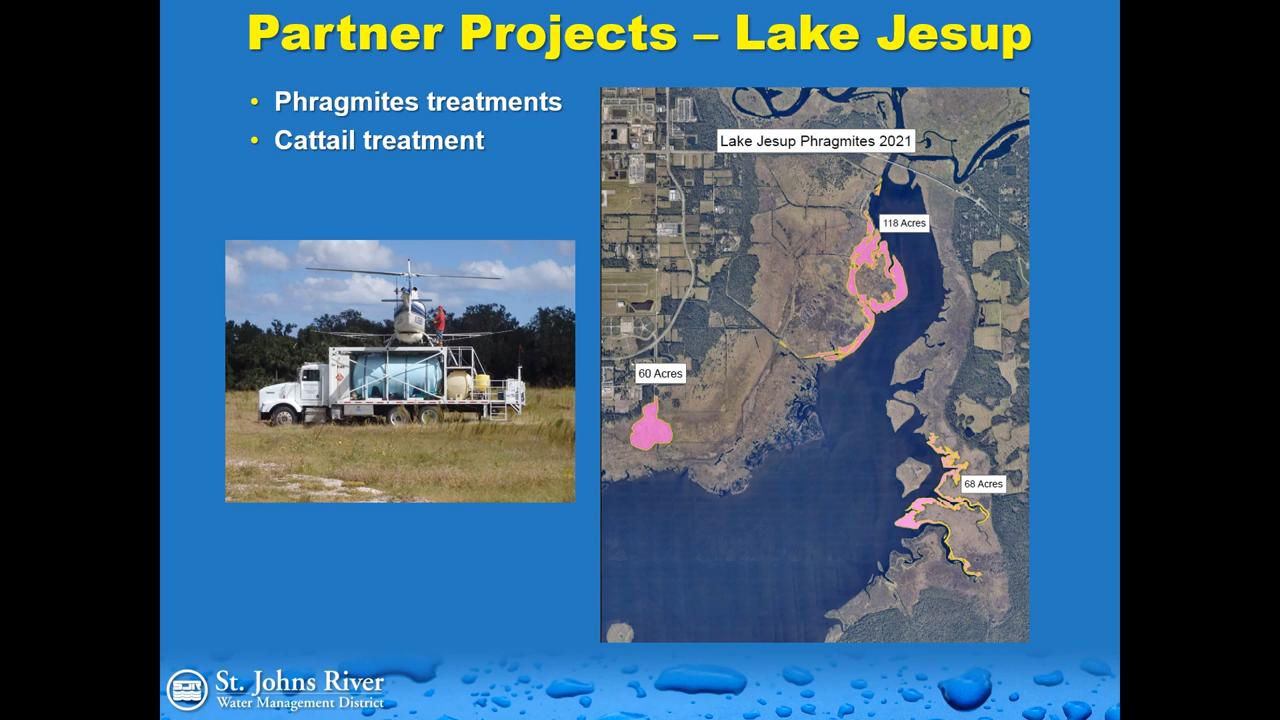 Partner Projects – Lake Jesup
• Phragmites treatments
• Cattail treatment
Lake Jesup Phragmites 2021
118 Acres
60 Acres
68 Acres
St. Johns River
Water Management District